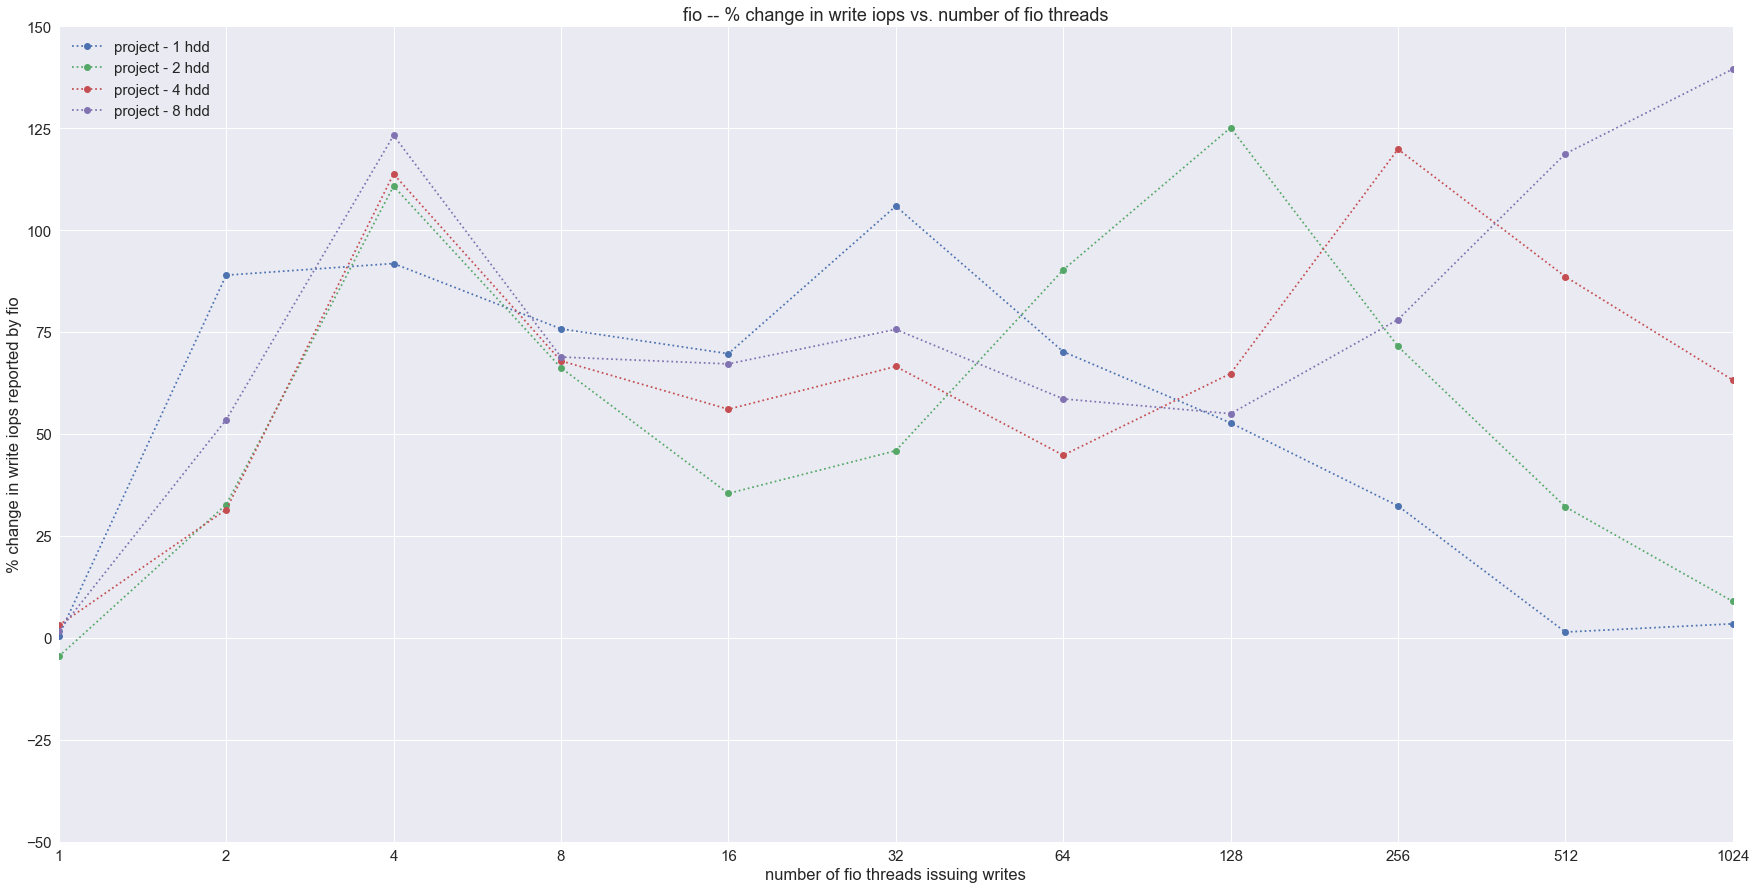 fio -- % change in write iops vs. number of fio threads
project - 1 hdd
project - 2 hdd
project - 4 hdd
project - 8 hdd
% change in write iops reported by fio
150
125
100
75
50
25
0
−25
−50
1 2 4 8 16 32 64 128 256 512 1024
number of fio threads issuing writes